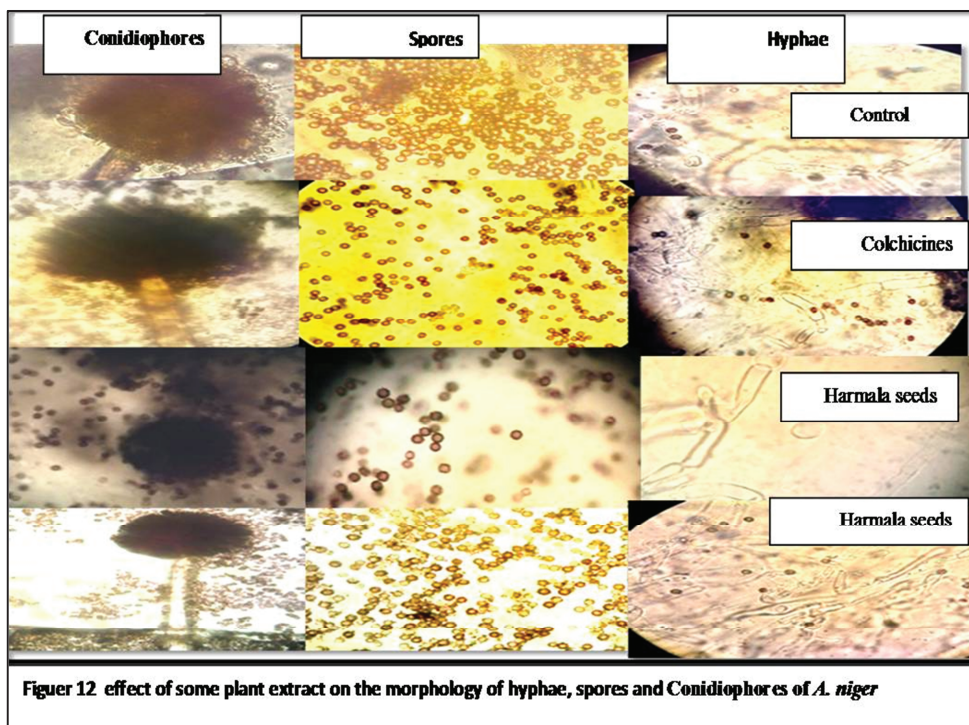 Conidiophores
Spores
Hyphae
Control
Colchicines
Harmala seeds
Harmala seeds
Figuer 12 effect of some plant extract on the morphology of hyphae, spores and Conidiophores of A. niger